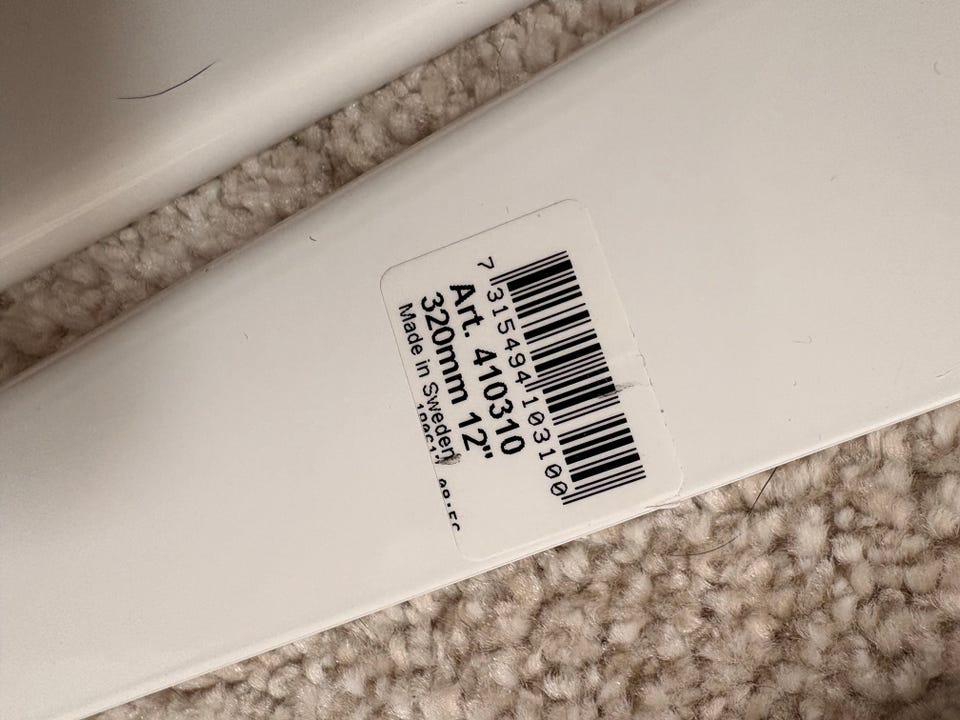 7 315494 103100
Art. 410310
320mm 12"
Made in Sweden